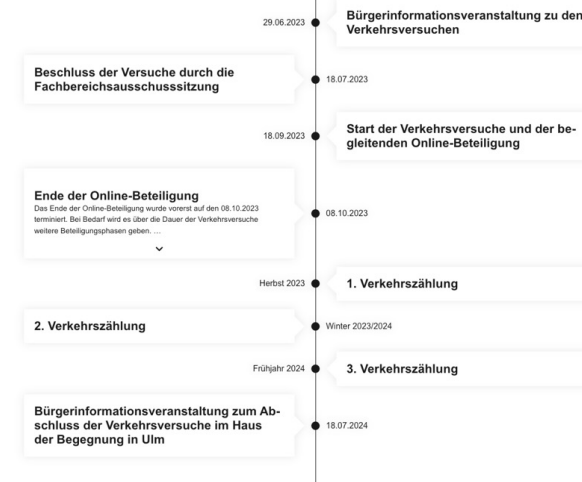 29.06.2023
Bürgerinformationsveranstaltung zu den
Verkehrsversuchen
Beschluss der Versuche durch die
Fachbereichsausschusssitzung
18.07.2023
18.09.2023
Start der Verkehrsversuche und der be-
gleitenden Online-Beteiligung
Ende der Online-Beteiligung
Das Ende der Online-Beteiligung wurde vorerst auf den 08.10.2023
terminiert. Bei Bedarf wird es über die Dauer der Verkehrsversuche
weitere Beteiligungsphasen geben. ...
08.10.2023
Herbst 2023
1. Verkehrszählung
2. Verkehrszählung
Winter 2023/2024
Frühjahr 2024
3. Verkehrszählung
Bürgerinformationsveranstaltung zum Ab-
schluss der Verkehrsversuche im Haus
der Begegnung in Ulm
18.07.2024